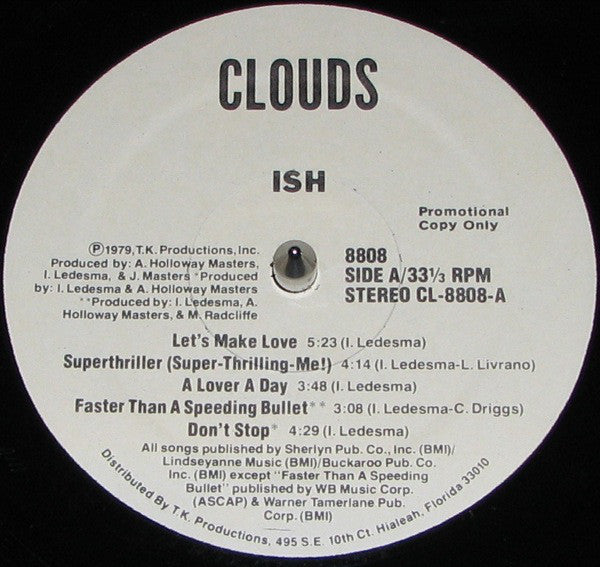 CLOUDS
ISH
Promotional
Copy Only
℗1979, T.K. Productions, Inc.
Produced by: A. Holloway Masters,
I. Ledesma, & J. Masters *Produced
by: I. Ledesma & A. Holloway Masters
**Produced by: I. Ledesma, A.
Holloway Masters, & M. Radcliffe
8808
SIDE A/33⅓ RPM
STEREO CL-8808-A
Let's Make Love 5:23 (I. Ledesma)
Superthriller (Super-Thrilling-Me!) 4:14 (I. Ledesma-L. Livrano)
A Lover A Day 3:48 (I. Ledesma)
Faster Than A Speeding Bullet** 3:08 (I. Ledesma-C. Driggs)
Don't Stop* 4:29 (I. Ledesma)
All songs published by Sherlyn Pub. Co., Inc. (BMI)/
Lindseyanne Music (BMI)/Buckaroo Pub. Co.
Inc. (BMI) except "Faster Than A Speeding
Bullet" published by WB Music Corp.
(ASCAP) & Warner Tamerlane Pub.
Corp. (BMI)
Distributed By T.K. Productions, 495 S.E. 10th Ct. Hialeah, Florida 33010